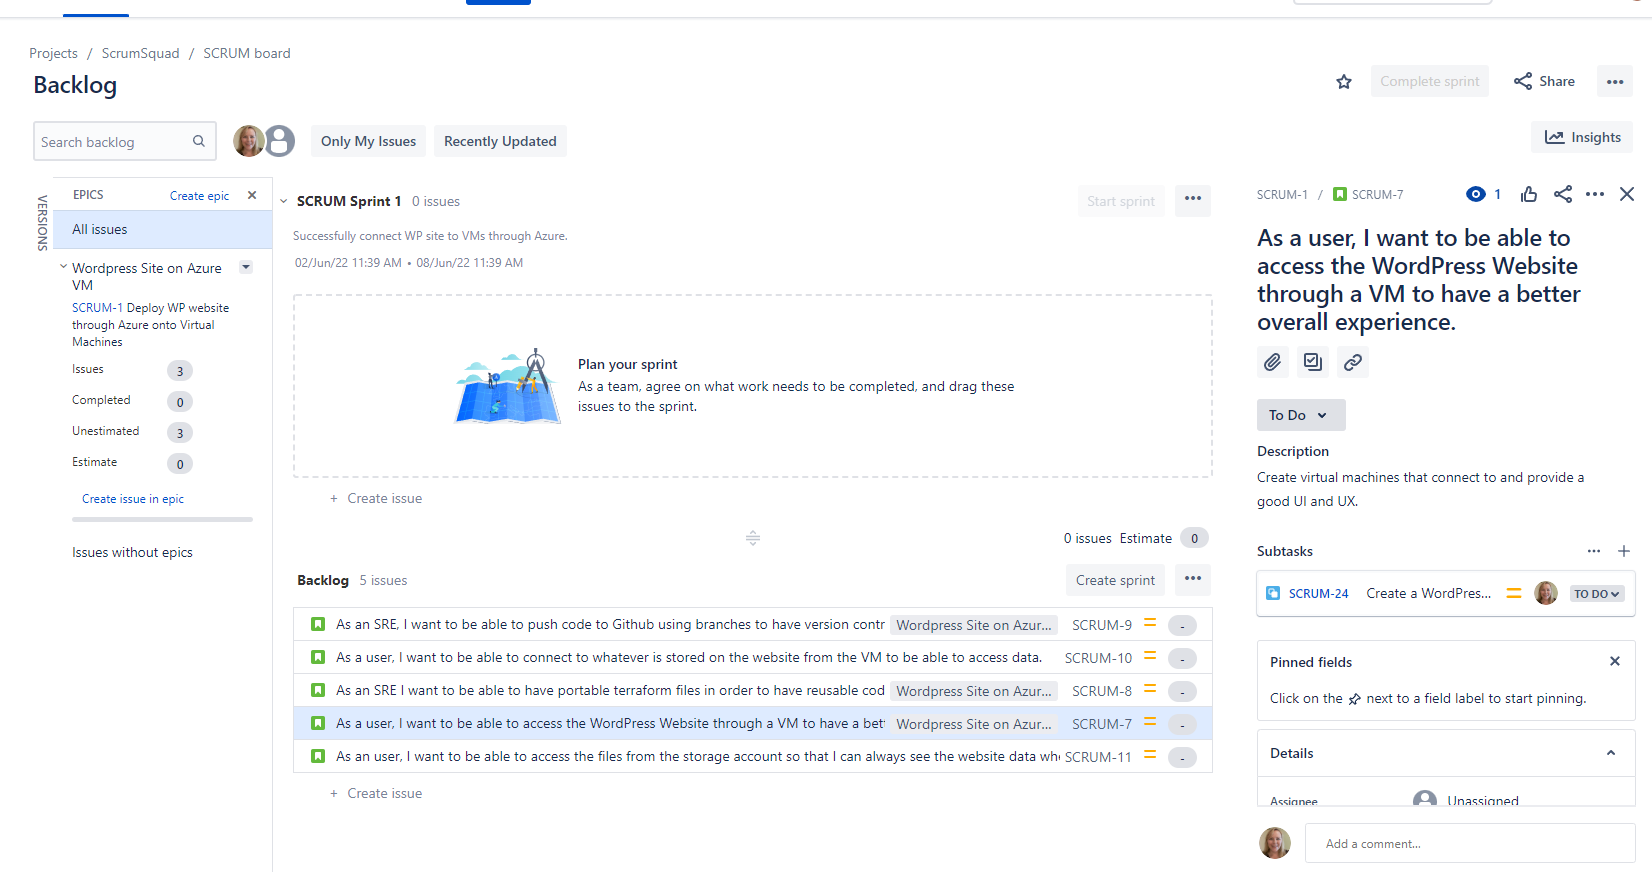 Projects / ScrumSquad / SCRUM board
Backlog
Complete sprint
Share
Search backlog
Only My Issues
Recently Updated
Insights
VERSIONS
EPICS
Create epic
All issues
Wordpress Site on Azure
VM
SCRUM-1 Deploy WP website
through Azure onto Virtual
Machines
Issues 3
Completed 0
Unestimated 3
Estimate 0
Create issue in epic
Issues without epics
SCRUM Sprint 1 0 issues
Start sprint
Successfully connect WP site to VMs through Azure.
02/Jun/22 11:39 AM • 08/Jun/22 11:39 AM
Plan your sprint
As a team, agree on what work needs to be completed, and drag these
issues to the sprint.
+ Create issue
0 issues Estimate 0
Backlog 5 issues
Create sprint
As an SRE, I want to be able to push code to Github using branches to have version contr Wordpress Site on Azur... SCRUM-9 -
As a user, I want to be able to connect to whatever is stored on the website from the VM to be able to access data. SCRUM-10 -
As an SRE I want to be able to have portable terraform files in order to have reusable cod Wordpress Site on Azur... SCRUM-8 -
As a user, I want to be able to access the WordPress Website through a VM to have a bet Wordpress Site on Azur... SCRUM-7 -
As an user, I want to be able to access the files from the storage account so that I can always see the website data wh SCRUM-11 -
+ Create issue
SCRUM-1 / SCRUM-7
1
As a user, I want to be able to
access the WordPress Website
through a VM to have a better
overall experience.
To Do
Description
Create virtual machines that connect to and provide a
good UI and UX.
Subtasks
SCRUM-24 Create a WordPres... TO DO
Pinned fields
Click on the next to a field label to start pinning.
Details
Assignee Unassigned
Add a comment...